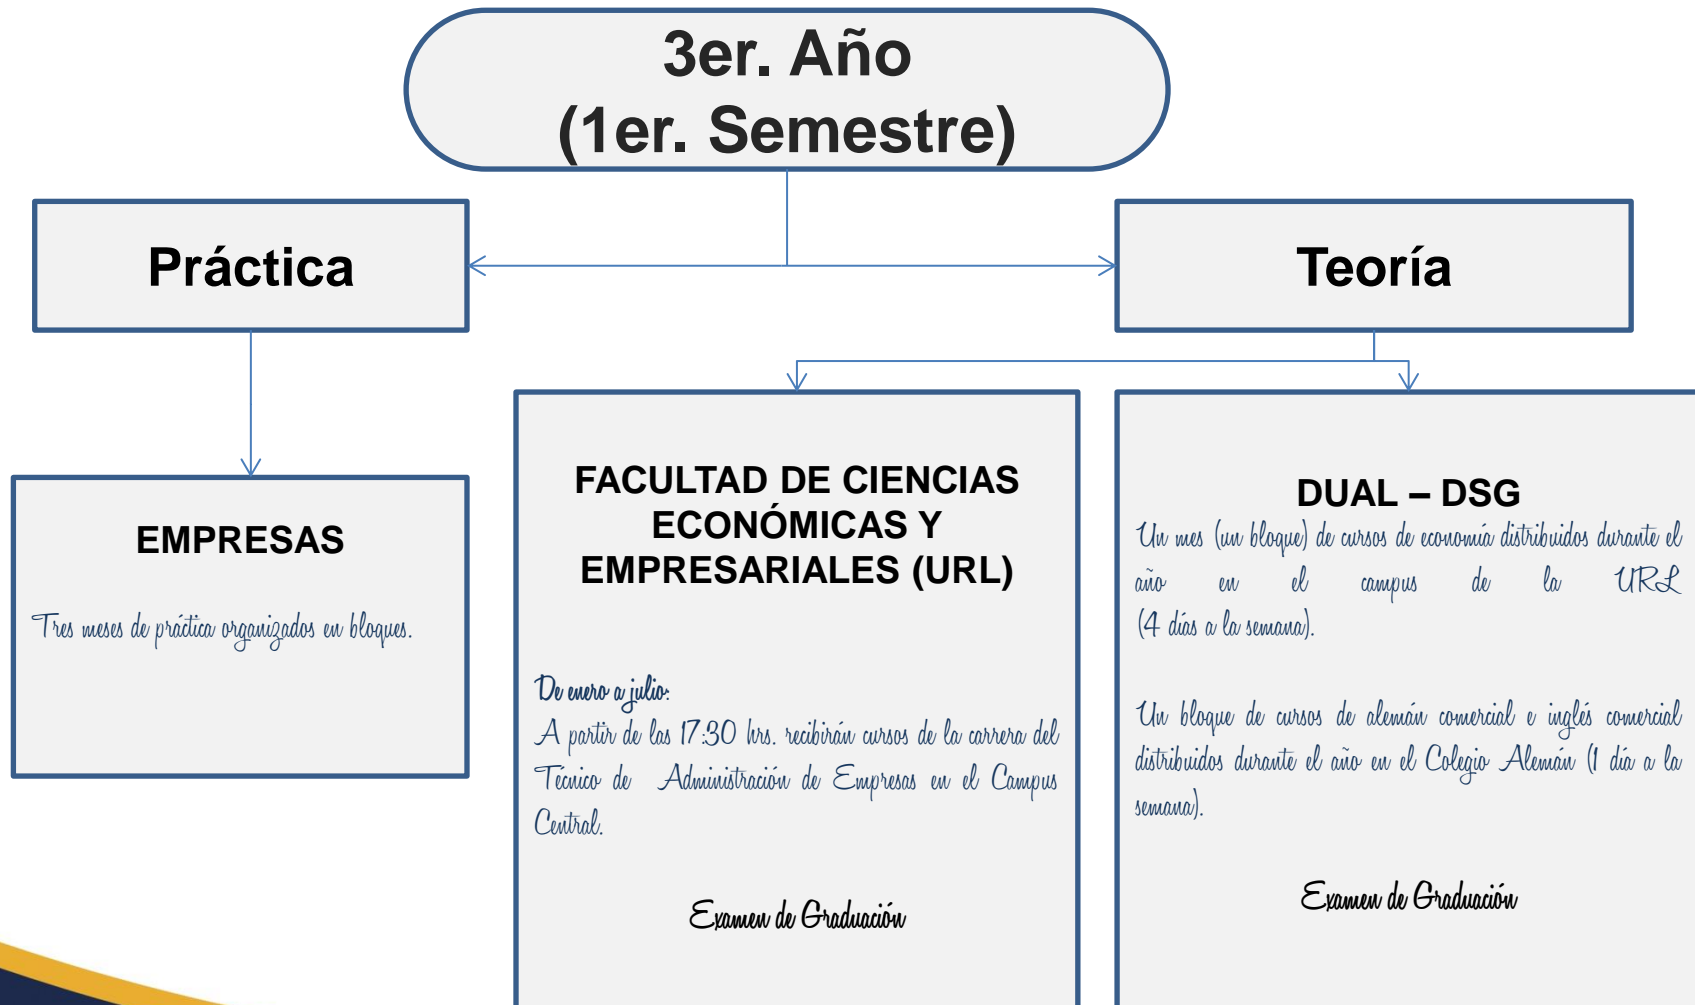 3er. Año
(1er. Semestre)
Práctica
Teoría
EMPRESAS
Tres meses de práctica organizados en bloques.
FACULTAD DE CIENCIAS
ECONÓMICAS Y
EMPRESARIALES (URL)
De enero a julio:
A partir de las 17:30 hrs. recibirán cursos de la carrera del
Técnico de Administración de Empresas en el Campus
Central.
Examen de Graduación
DUAL – DSG
Un mes (un bloque) de cursos de economía distribuidos durante el
año en el campus de la URL
(4 días a la semana).
Un bloque de cursos de alemán comercial e inglés comercial
distribuidos durante el año en el Colegio Alemán (1 día a la
semana).
Examen de Graduación